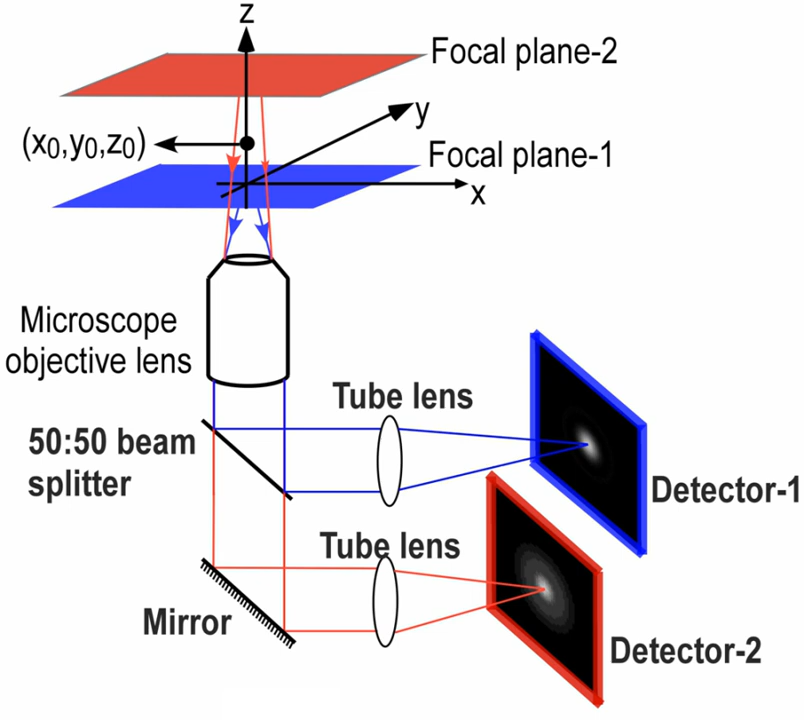 z
Focal plane-2
y
(x₀,y₀,z₀)
Focal plane-1
x
Microscope
objective lens
Tube lens
50:50 beam
splitter
Detector-1
Tube lens
Mirror
Detector-2